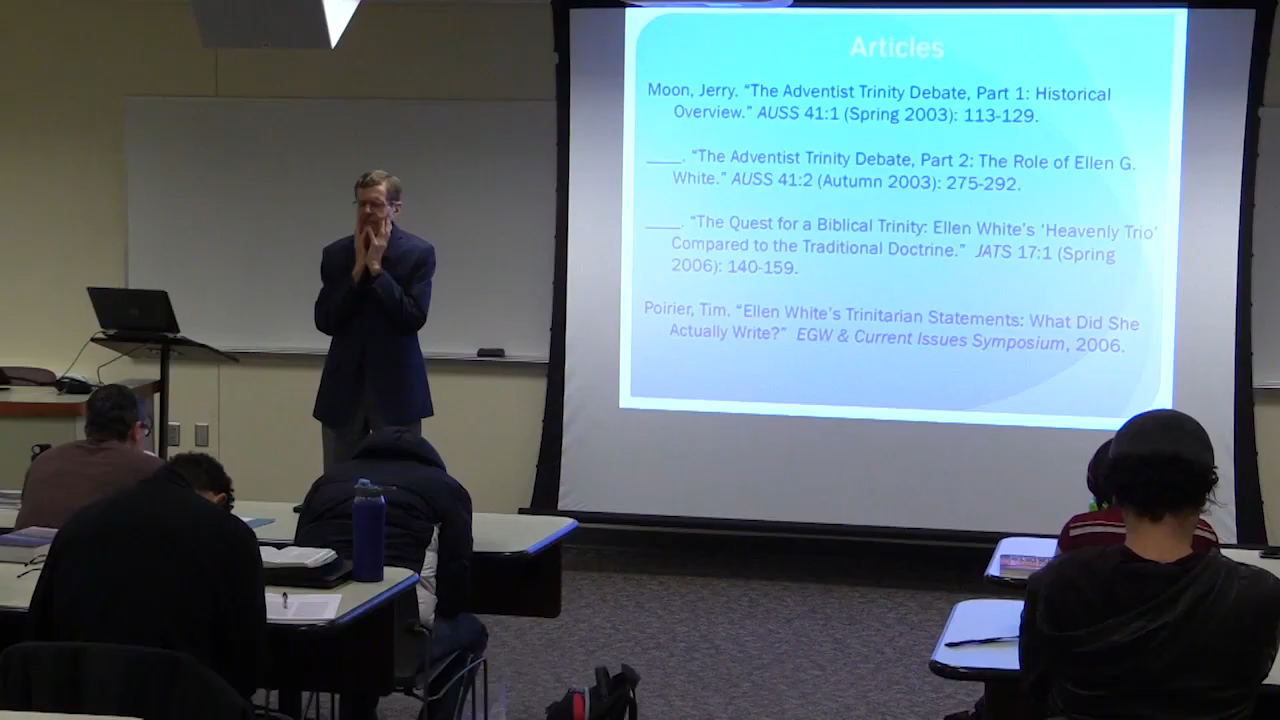 Articles
Moon, Jerry. “The Adventist Trinity Debate, Part 1: Historical
Overview.” AUSS 41:1 (Spring 2003): 113-129.
____. “The Adventist Trinity Debate, Part 2: The Role of Ellen G.
White.” AUSS 41:2 (Autumn 2003): 275-292.
____. “The Quest for a Biblical Trinity: Ellen White’s ‘Heavenly Trio’
Compared to the Traditional Doctrine.” JATS 17:1 (Spring
2006): 140-159.
Poirier, Tim. “Ellen White’s Trinitarian Statements: What Did She
Actually Write?” EGW & Current Issues Symposium, 2006.